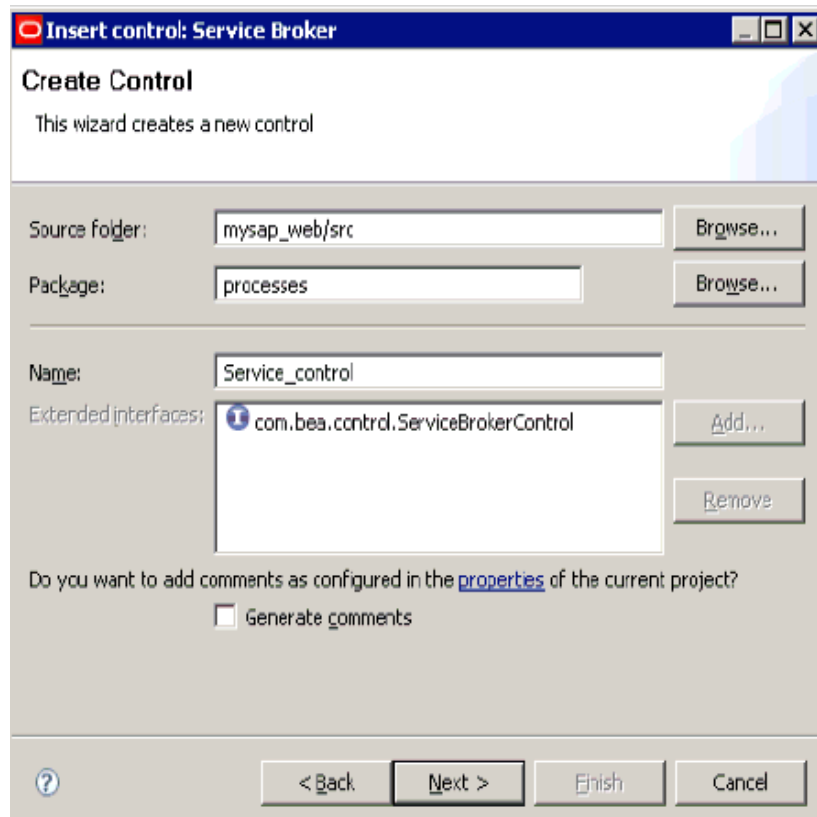 Insert control: Service Broker
Create Control
This wizard creates a new control
Source folder: mysap_web/src Browse...
Package: processes Browse...
Name: Service_control
Extended interfaces: com.bea.control.ServiceBrokerControl Add...
Remove
Do you want to add comments as configured in the properties of the current project?
Generate comments
? < Back Next > Finish Cancel